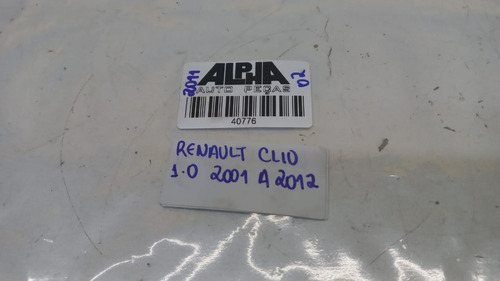 2011
ALPHA
AUTO PEÇAS
02
40776
RENAULT CLIO
1.0 2001 A 2012